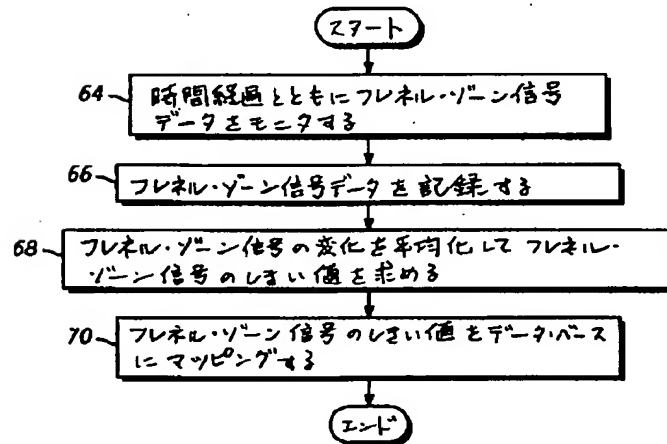 スタート
64
時間経過とともにフレネル・ゾーン信号
データをモニタする
66
フレネル・ゾーン信号データを記録する
68
フレネル・ゾーン信号の変化を平均化してフレネル・
ゾーン信号のしきい値を求める
70
フレネル・ゾーン信号のしきい値をデータ・ベース
にマッピングする
エンド